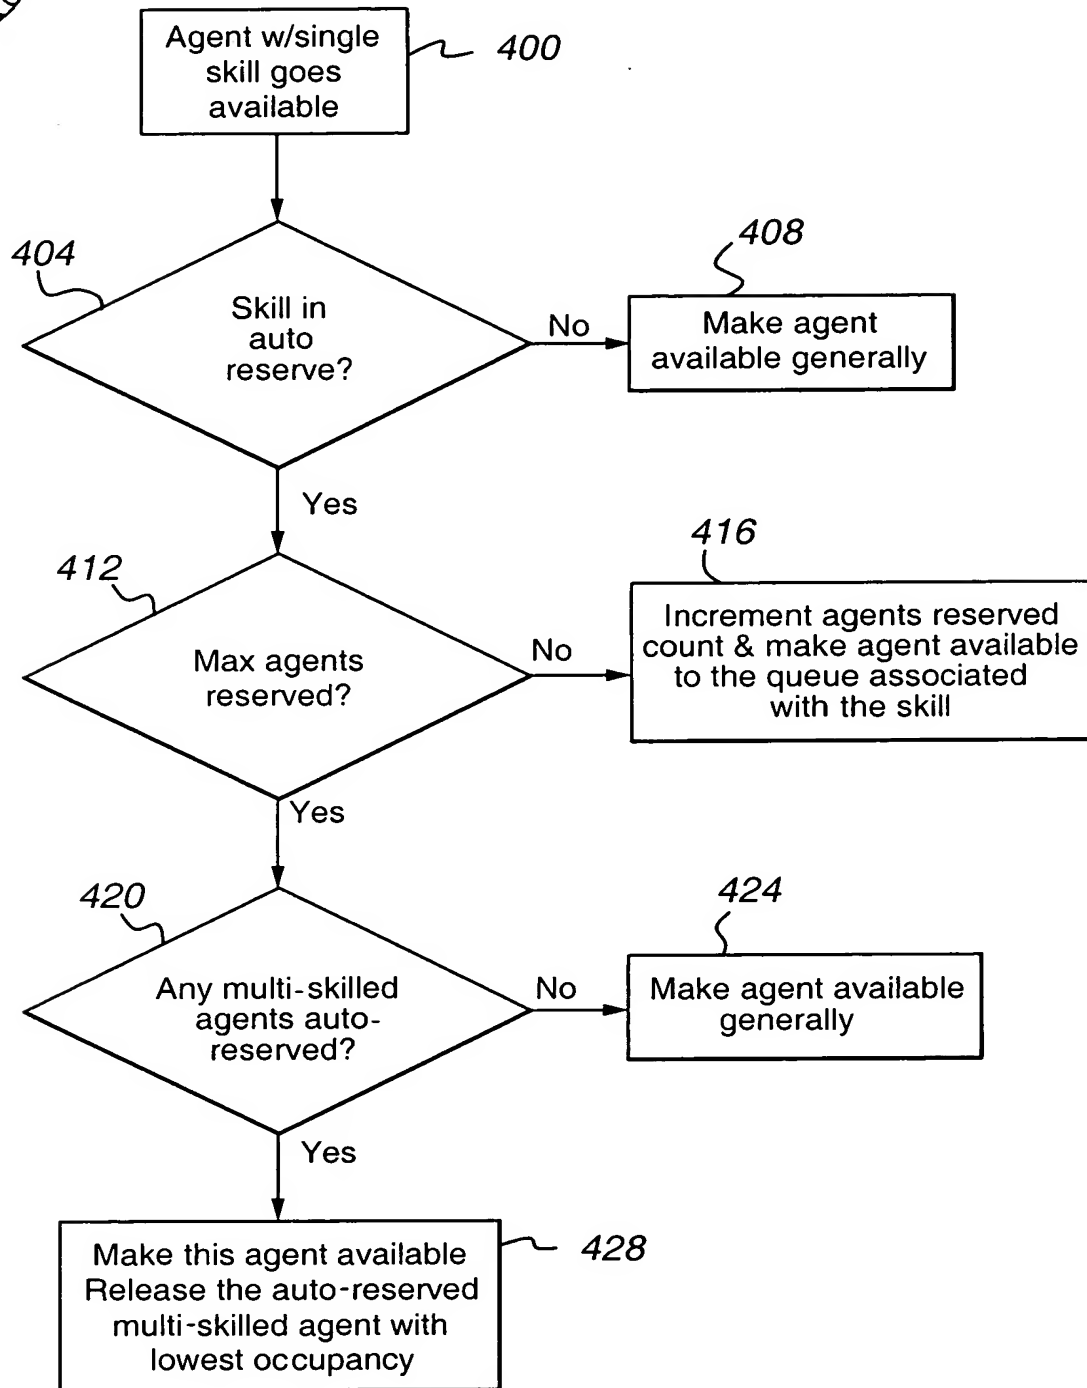 Agent w/single
skill goes
available
400
404
Skill in
auto
reserve?
No
408
Make agent
available generally
Yes
412
Max agents
reserved?
No
416
Increment agents reserved
count & make agent available
to the queue associated
with the skill
Yes
420
Any multi-skilled
agents auto-
reserved?
No
424
Make agent available
generally
Yes
Make this agent available
Release the auto-reserved
multi-skilled agent with
lowest occupancy
428